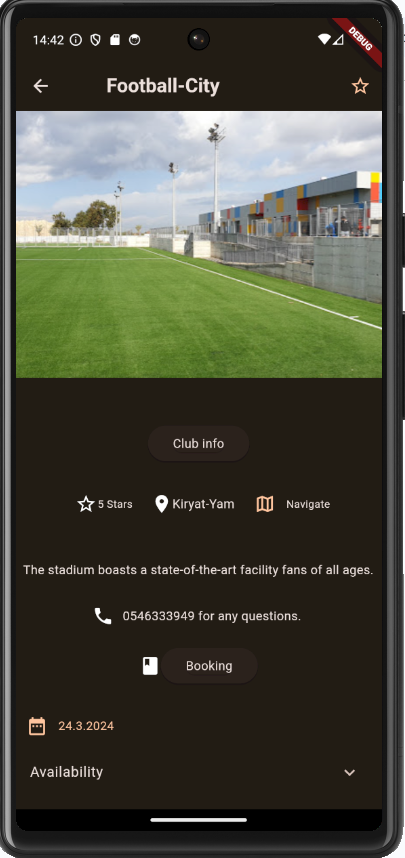 14:42
DEBUG
Football-City
Club info
5 Stars Kiryat-Yam Navigate
The stadium boasts a state-of-the-art facility fans of all ages.
0546333949 for any questions.
Booking
24.3.2024
Availability